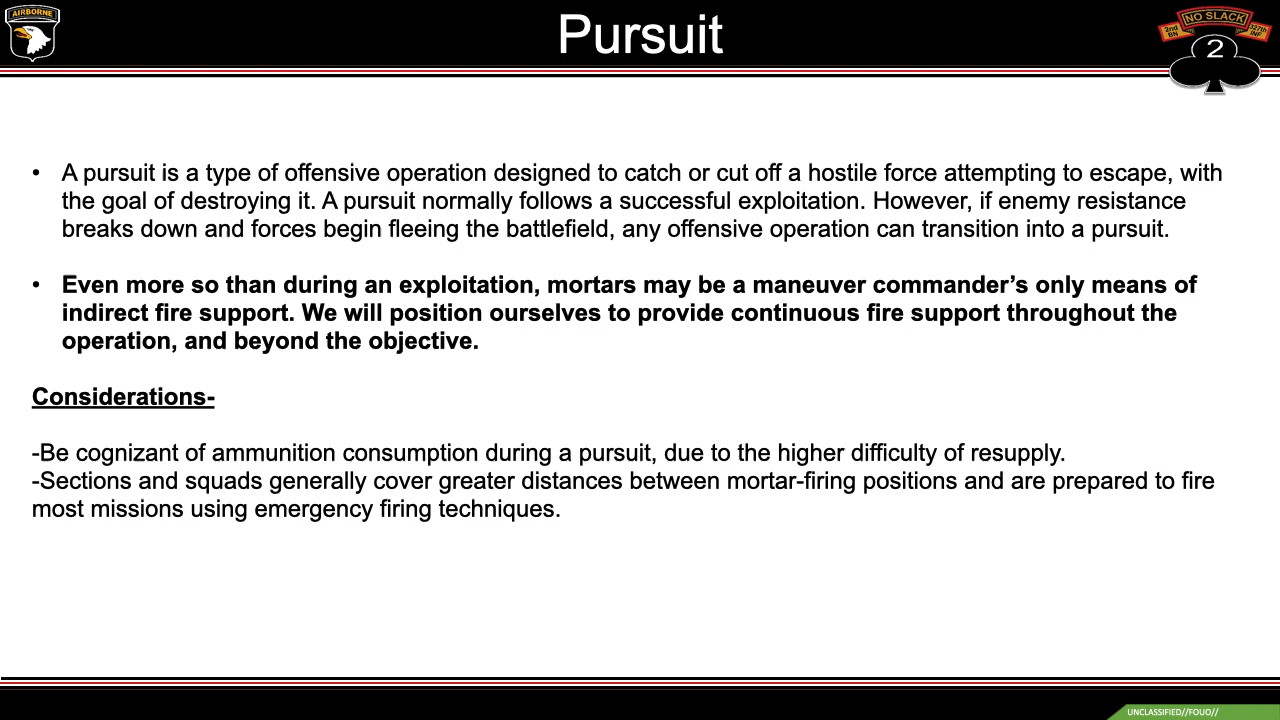 AIRBORNE
Pursuit
NO SLACK
2nd BN
327th INF
2
• A pursuit is a type of offensive operation designed to catch or cut off a hostile force attempting to escape, with
the goal of destroying it. A pursuit normally follows a successful exploitation. However, if enemy resistance
breaks down and forces begin fleeing the battlefield, any offensive operation can transition into a pursuit.
• Even more so than during an exploitation, mortars may be a maneuver commander’s only means of
indirect fire support. We will position ourselves to provide continuous fire support throughout the
operation, and beyond the objective.
Considerations-
-Be cognizant of ammunition consumption during a pursuit, due to the higher difficulty of resupply.
-Sections and squads generally cover greater distances between mortar-firing positions and are prepared to fire
most missions using emergency firing techniques.
UNCLASSIFIED//FOUO//